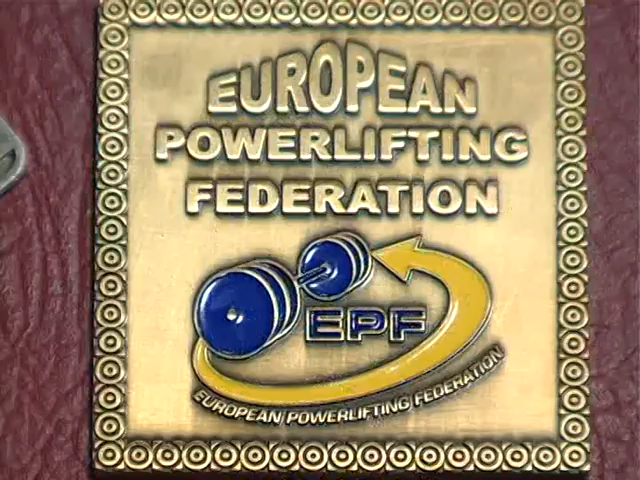 EUROPEAN
POWERLIFTING
FEDERATION
EPF
EUROPEAN POWERLIFTING FEDERATION